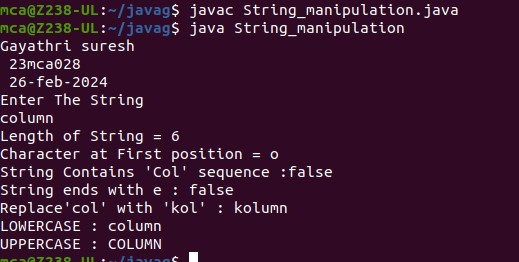 mca@Z238-UL:~/javag$ javac String_manipulation.java
mca@Z238-UL:~/javag$ java String_manipulation
Gayathri suresh
 23mca028
 26-feb-2024
Enter The String
column
Length of String = 6
Character at First position = o
String Contains 'Col' sequence :false
String ends with e : false
Replace'col' with 'kol' : kolumn
LOWERCASE : column
UPPERCASE : COLUMN
mca@Z238-UL:~/javag$